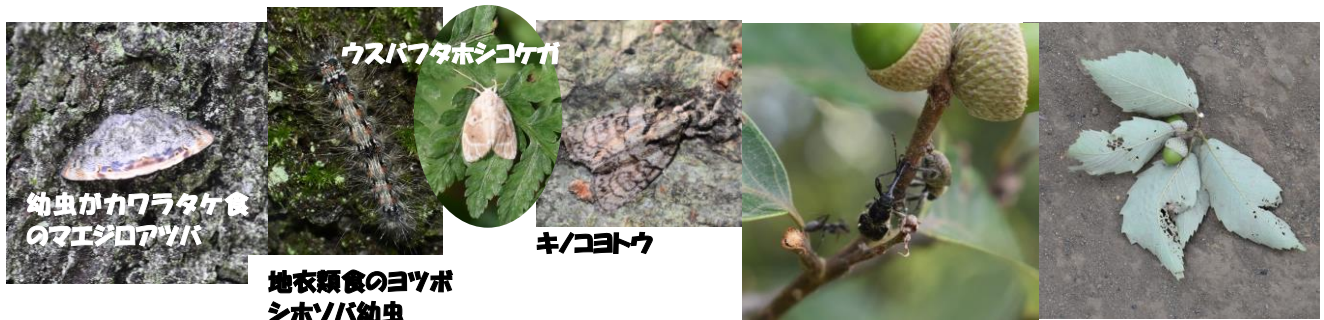 幼虫がカワラタケ食
のマエジロアツバ
地衣類食のヨツボ
シホソバ幼虫
ウスバフタホシコケガ
キノコヨトウ